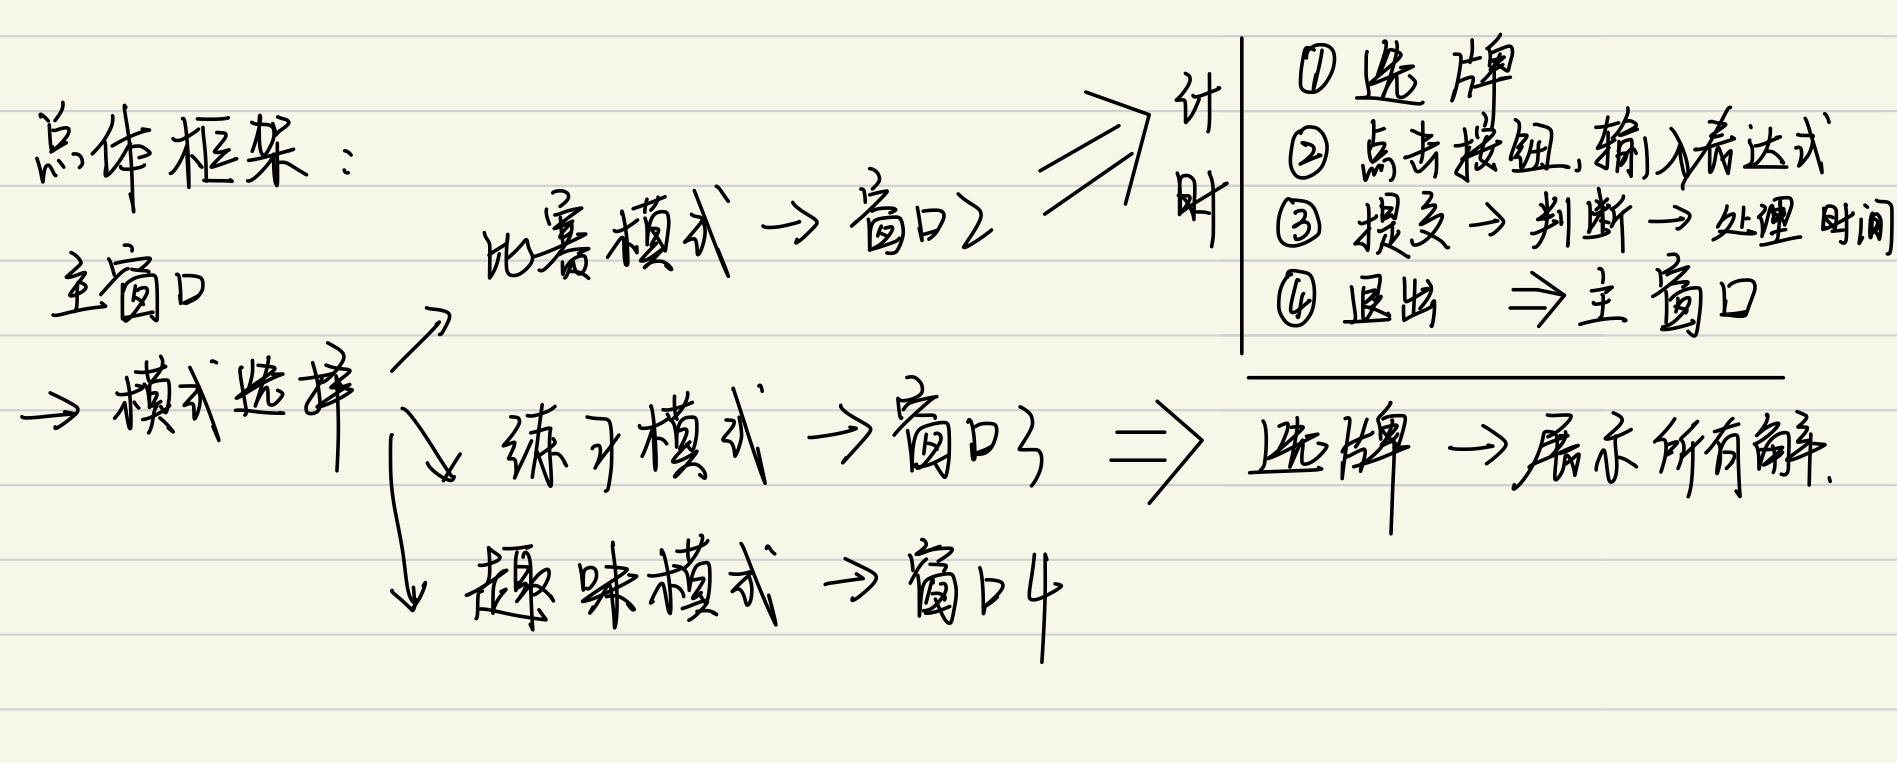 总体框架：
主窗口
→ 模式选择
比赛模式 → 窗口2 ⇒ 计时
① 选牌
② 点击按钮, 输入表达式
③ 提交 → 判断 → 处理时间
④ 退出 ⇒ 主窗口
练习模式 → 窗口3 ⇒ 选牌 → 展示所有解.
趣味模式 → 窗口4